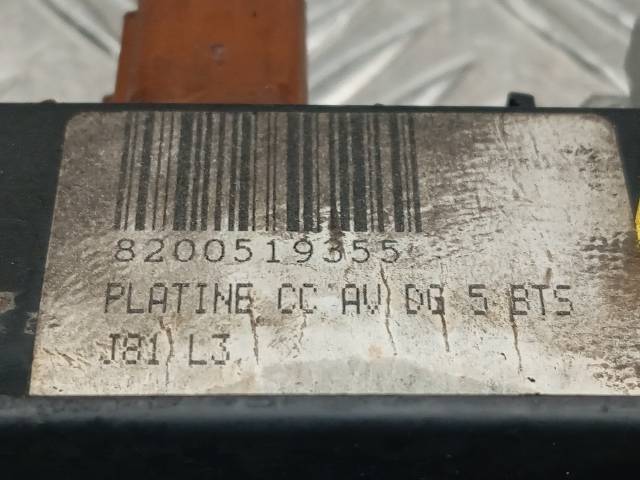 8200519355
PLATINE CC AV DG 5 BTS
J81 L3